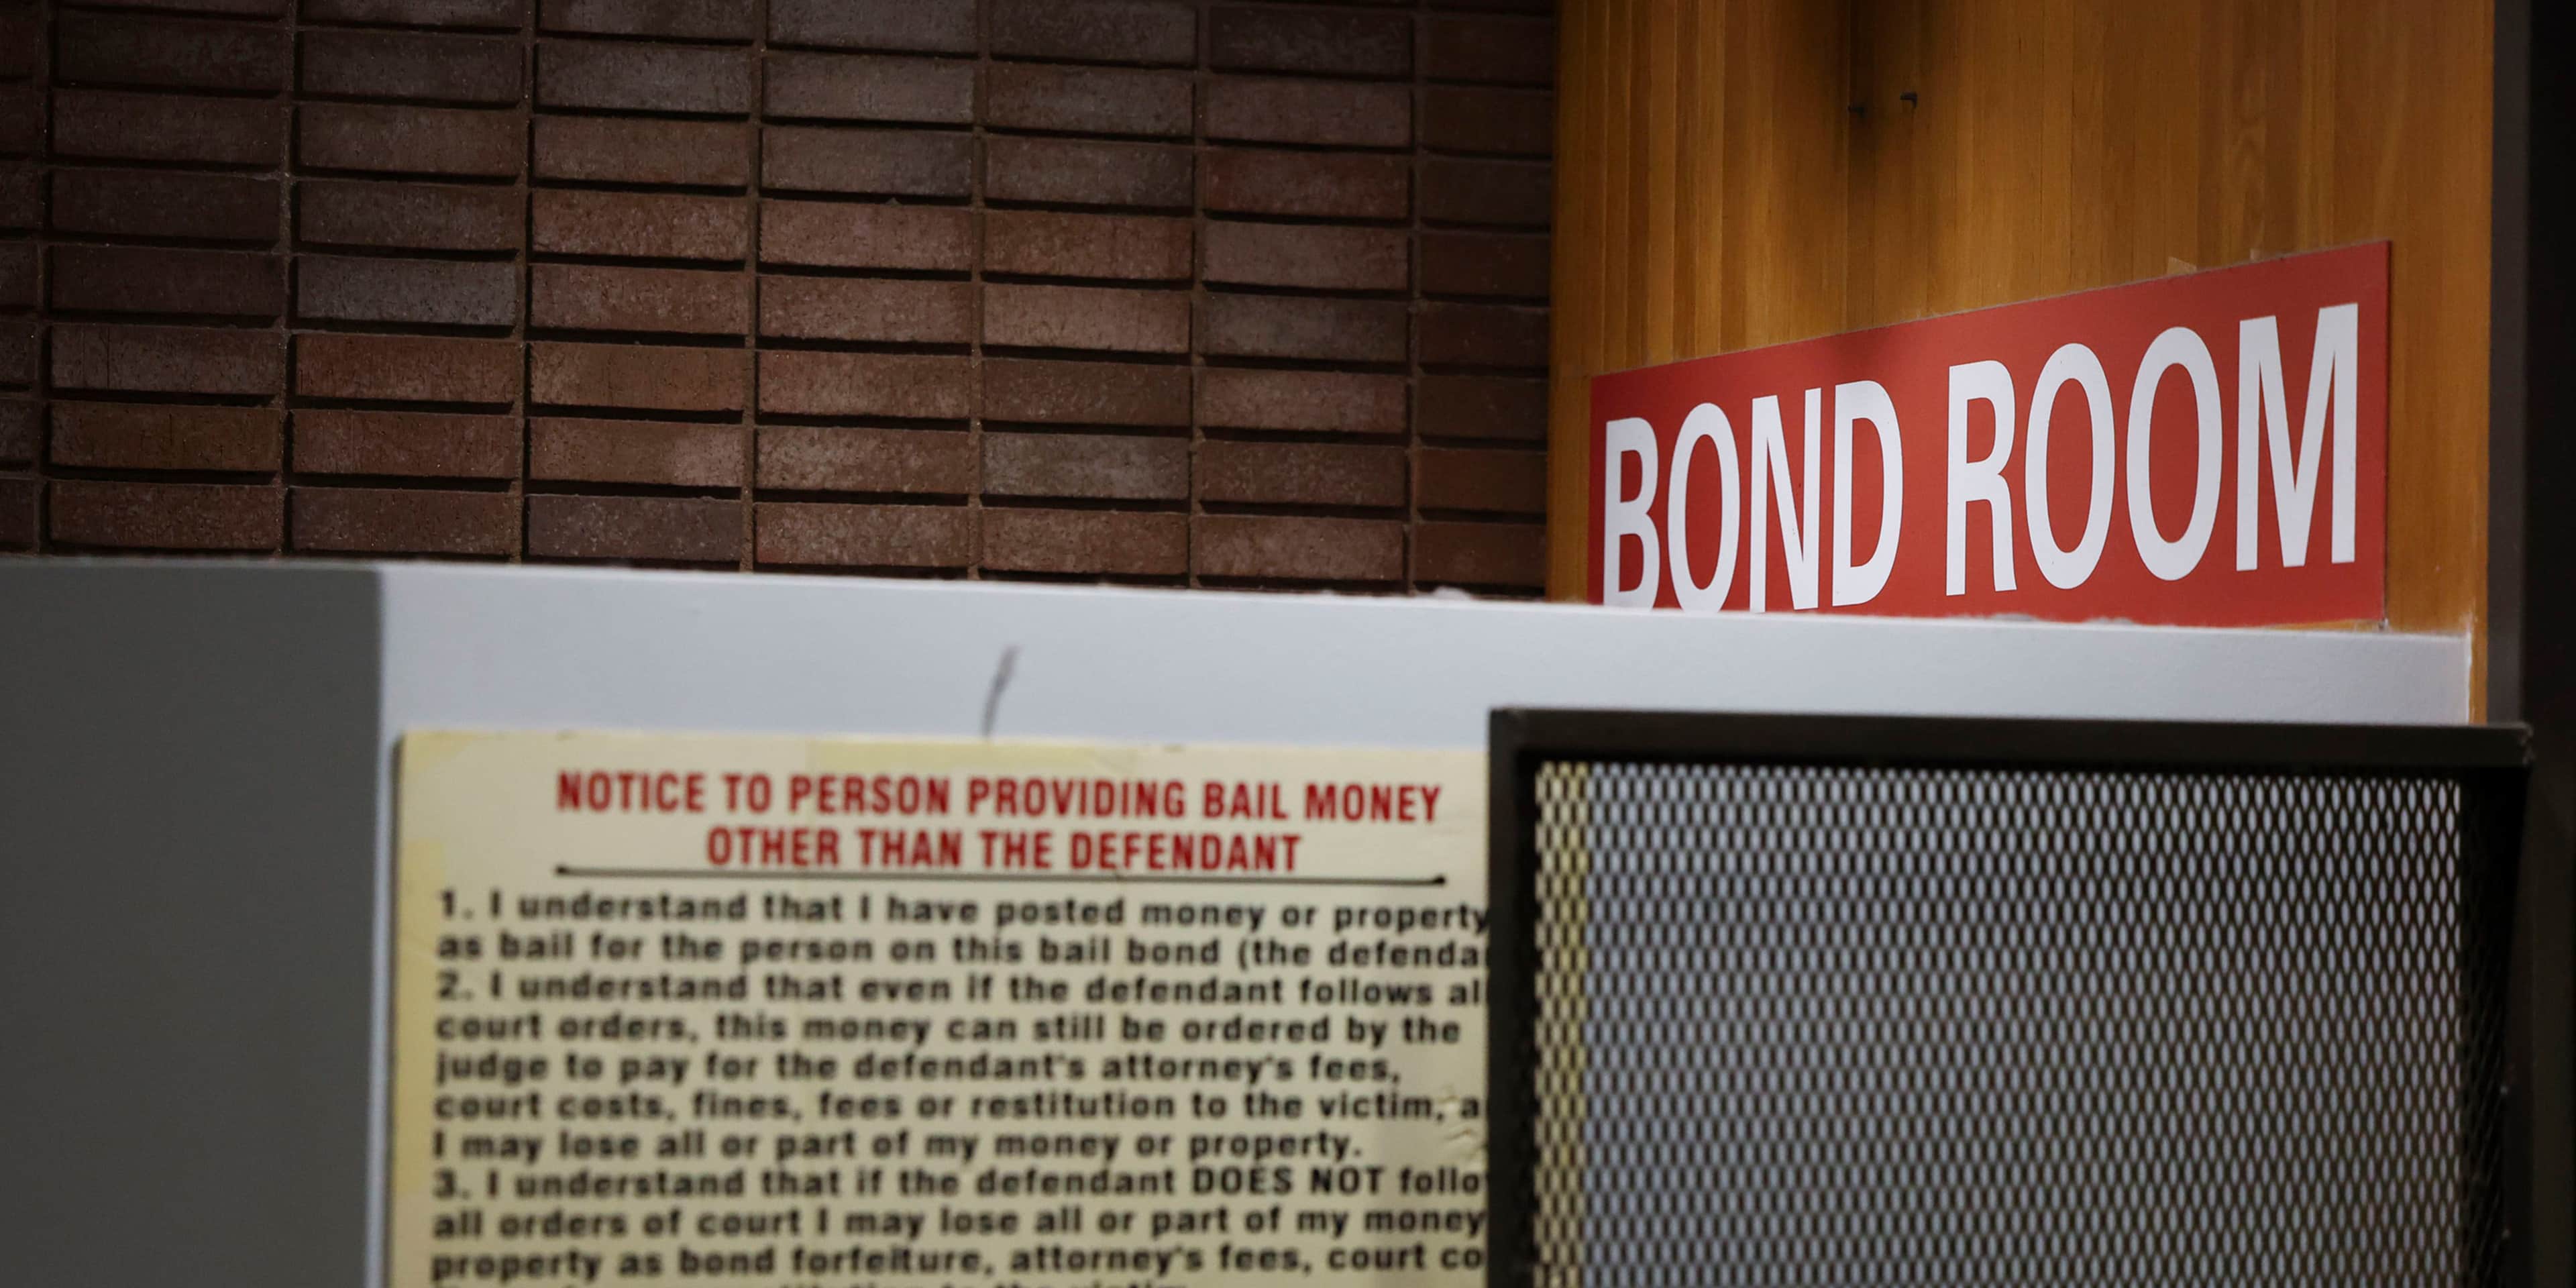 BOND ROOM
NOTICE TO PERSON PROVIDING BAIL MONEY
OTHER THAN THE DEFENDANT
1. I understand that I have posted money or property
as bail for the person on this bail bond (the defenda
2. I understand that even if the defendant follows al
court orders, this money can still be ordered by the
judge to pay for the defendant's attorney's fees,
court costs, fines, fees or restitution to the victim, a
I may lose all or part of my money or property.
3. I understand that if the defendant DOES NOT follo
all orders of court I may lose all or part of my money
property as bond forfeiture, attorney's fees, court co